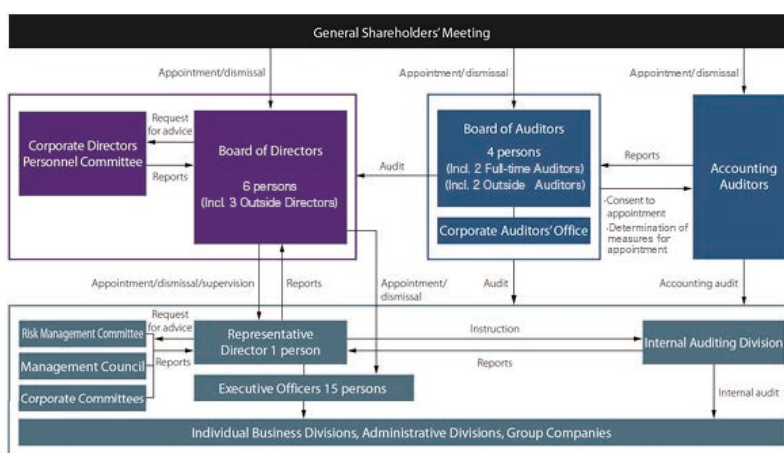 General Shareholders' Meeting
Appointment/dismissal
Appointment/ dismissal
Appointment/ dismissal
Corporate Directors
Personnel Committee
Request
for advice
Reports
Board of Directors
6 persons
(Incl. 3 Outside Directors)
Audit
Board of Auditors
4 persons
(Incl. 2 Full-time Auditors)
(Incl. 2 Outside Auditors)
Corporate Auditors' Office
Reports
-Consent to
appointment
-Determination of
measures for
appointment
Accounting
Auditors
Appointment/dismissal/supervision
Reports
Appointment/
dismissal
Audit
Accounting audit
Risk Management Committee
Management Council
Corporate Committees
Request
for advice
Reports
Representative
Director 1 person
Instruction
Reports
Internal Auditing Division
Executive Officers 15 persons
Internal audit
Individual Business Divisions, Administrative Divisions, Group Companies